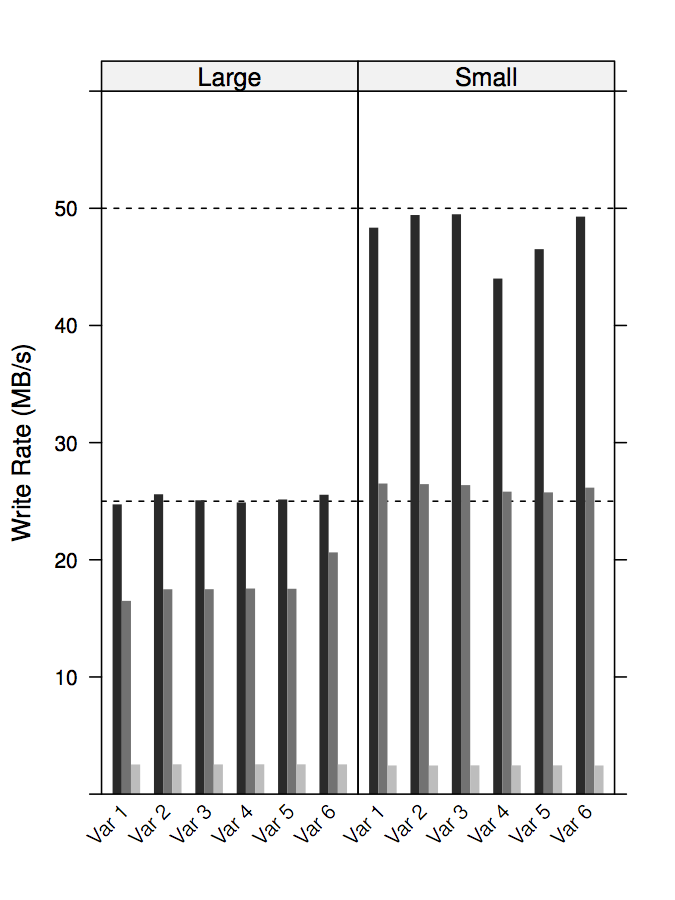 Large
Small
Write Rate (MB/s)
50
40
30
20
10
Var 1
Var 2
Var 3
Var 4
Var 5
Var 6
Var 1
Var 2
Var 3
Var 4
Var 5
Var 6